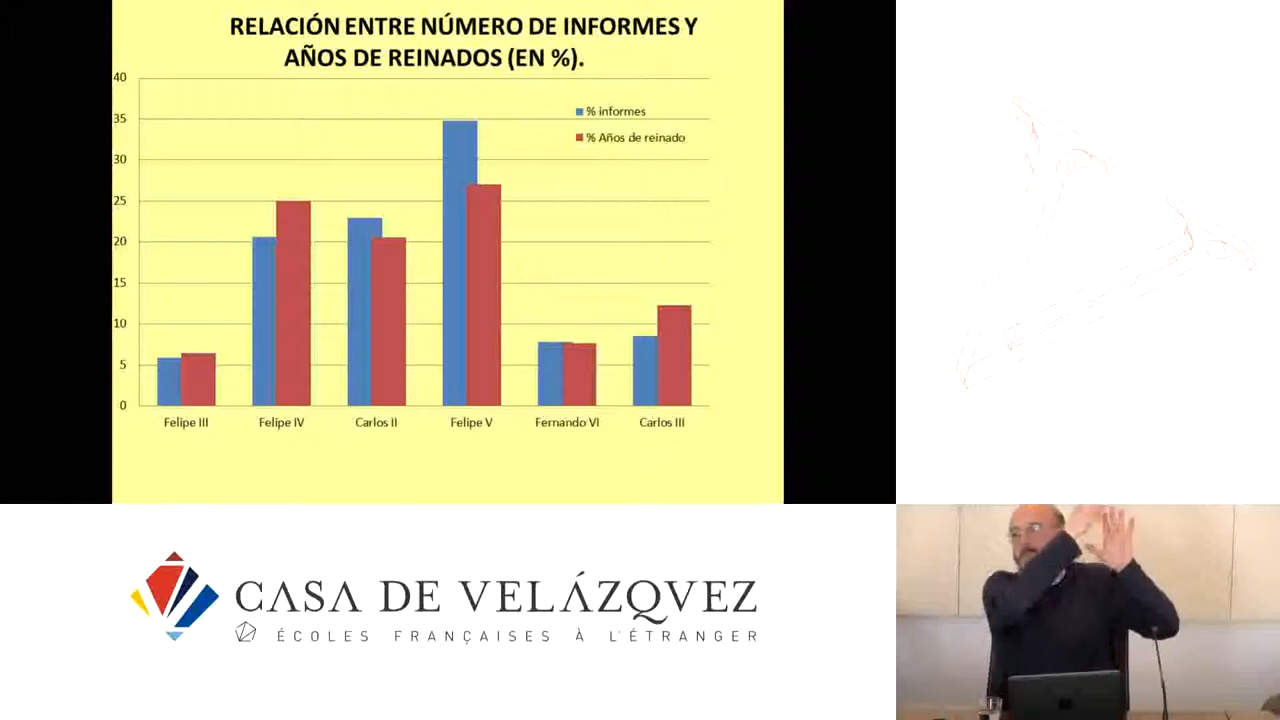 RELACIÓN ENTRE NÚMERO DE INFORMES Y
AÑOS DE REINADOS (EN %).
40
35
30
25
20
15
10
5
0
% informes
% Años de reinado
Felipe III
Felipe IV
Carlos II
Felipe V
Fernando VI
Carlos III
CASA DE VELÁZQVEZ
ÉCOLES FRANÇAISES À L'ÉTRANGER